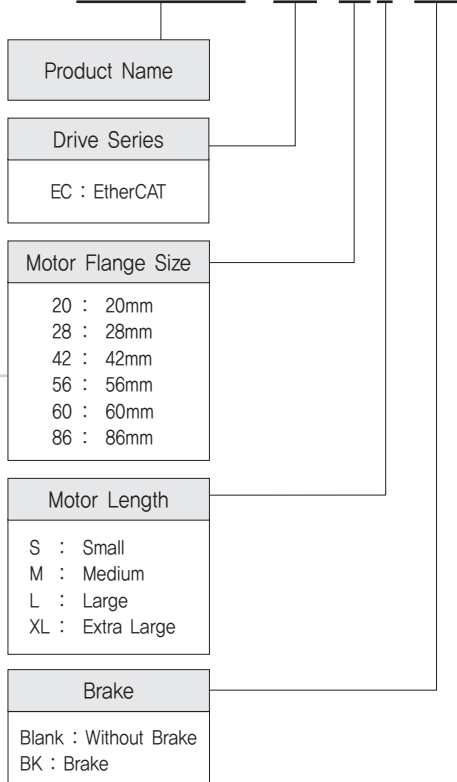 Product Name
Drive Series
EC : EtherCAT
Motor Flange Size
20 : 20mm
28 : 28mm
42 : 42mm
56 : 56mm
60 : 60mm
86 : 86mm
Motor Length
S : Small
M : Medium
L : Large
XL : Extra Large
Brake
Blank : Without Brake
BK : Brake